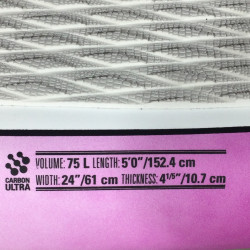 VOLUME: 75 L LENGTH: 5'0"/152.4 cm
WIDTH: 24"/61 cm THICKNESS: 4 1/5"/10.7 cm
CARBON
ULTRA